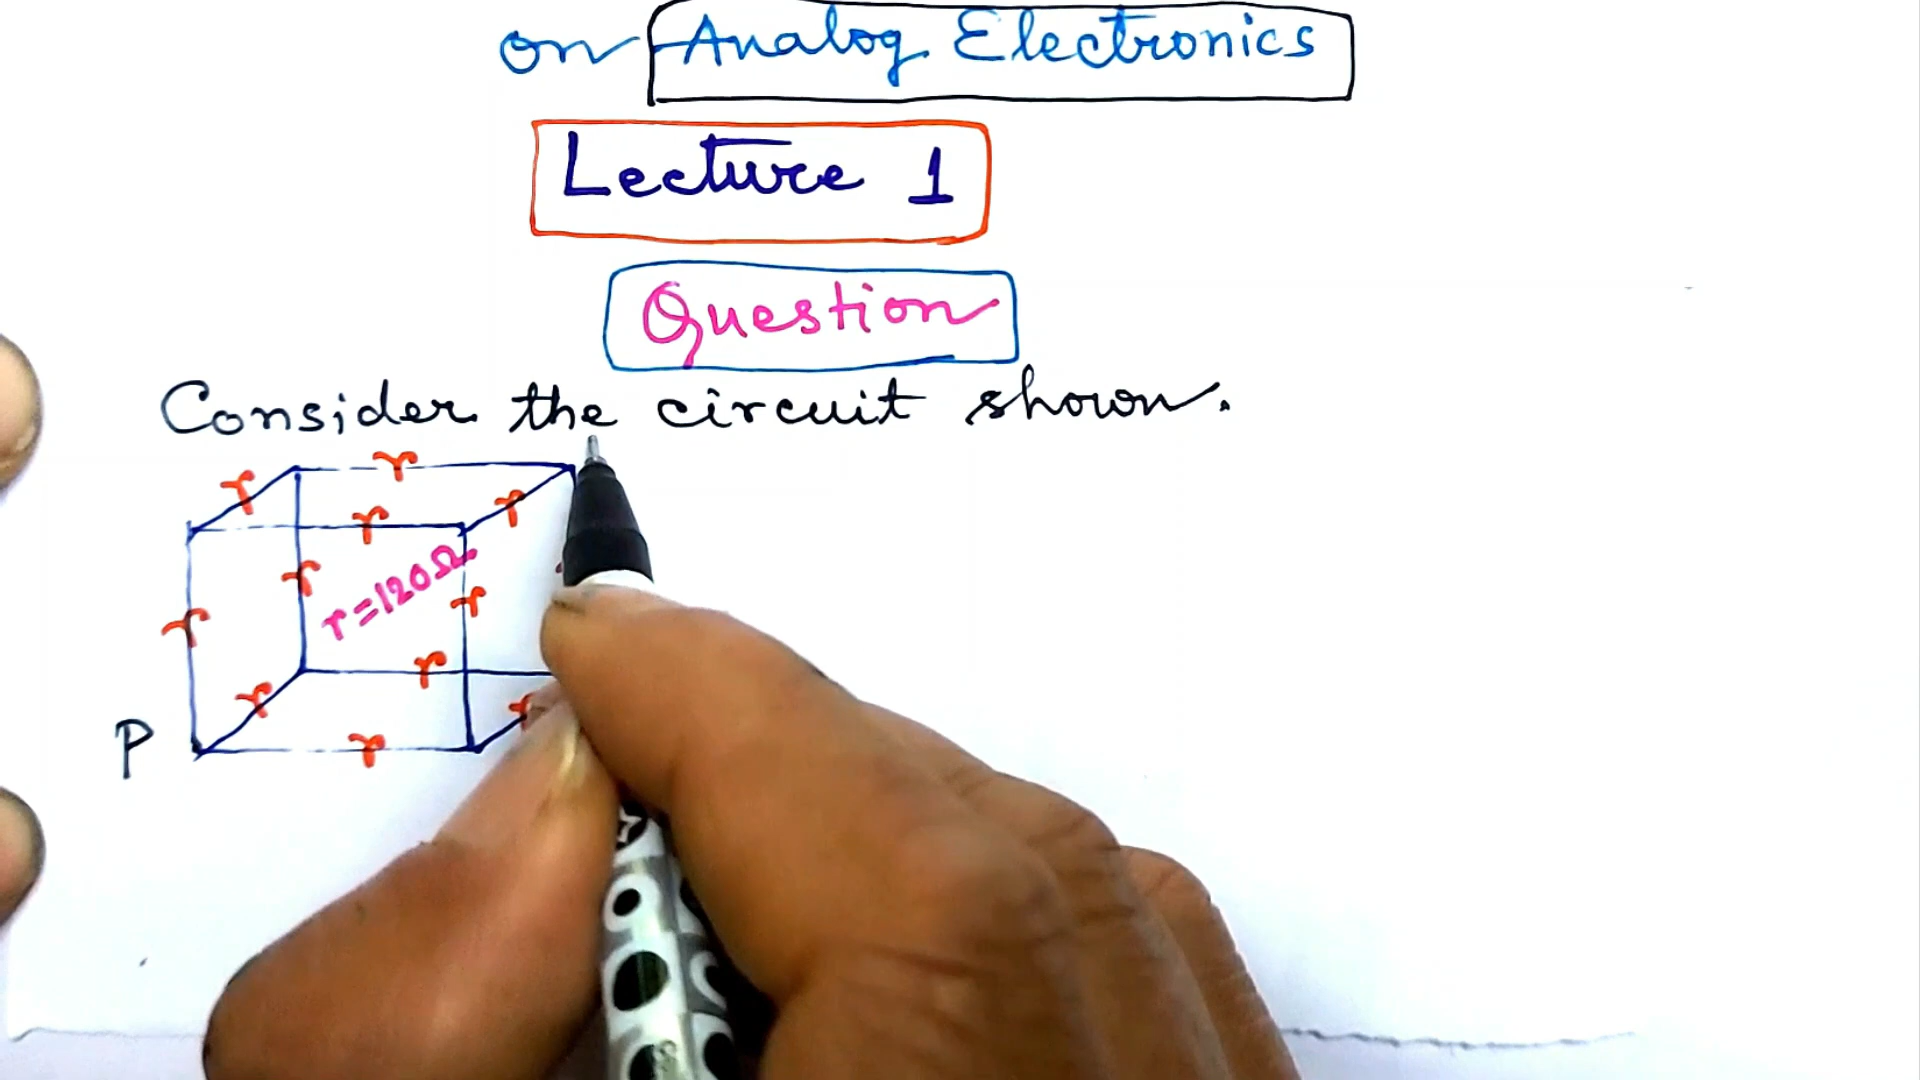 on Analog Electronics
Lecture 1
Question
Consider the circuit shown.
r
r
r
r
r
r
r
r
r=120Ω
r
r
r
P